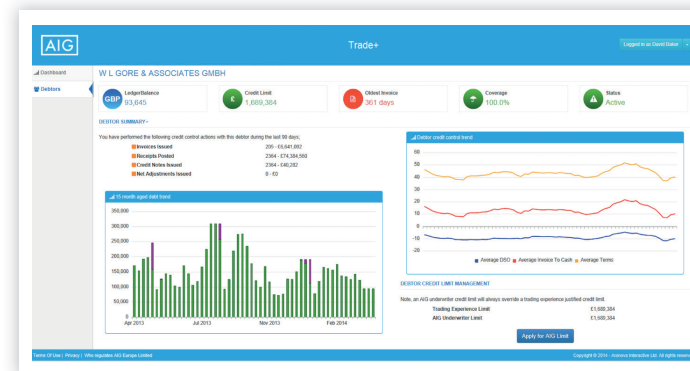 AIG
Trade+
Logged in as David Baker
Dashboard
Debtors
W L GORE & ASSOCIATES GMBH
GBP
LedgerBalance
93,645
£
Credit Limit
1,689,384
Oldest Invoice
361 days
Coverage
100.0%
Status
Active
DEBTOR SUMMARY
You have performed the following credit control actions with this debtor during the last 90 days;
Invoices Issued 205 - £6,641,892
Receipts Posted 2364 - £74,384,560
Credit Notes Issued 2364 - £40,282
Net Adjustments Issued 0 - £0
15 month aged debt trend
350,000
300,000
250,000
200,000
150,000
100,000
50,000
0
Apr 2013 Jul 2013 Nov 2013 Feb 2014
Debtor credit control trend
60
50
40
30
20
10
0
-10
-20
Average DSO Average Invoice To Cash Average Terms
DEBTOR CREDIT LIMIT MANAGEMENT
Note, an AIG underwriter credit limit will always override a trading experience justified credit limit.
Trading Experience Limit £1,689,384
AIG Underwriter Limit £1,689,384
Apply for AIG Limit
Terms Of Use | Privacy | Who regulates AIG Europe Limited
Copyright © 2014 - Aronova Interactive Ltd. All rights